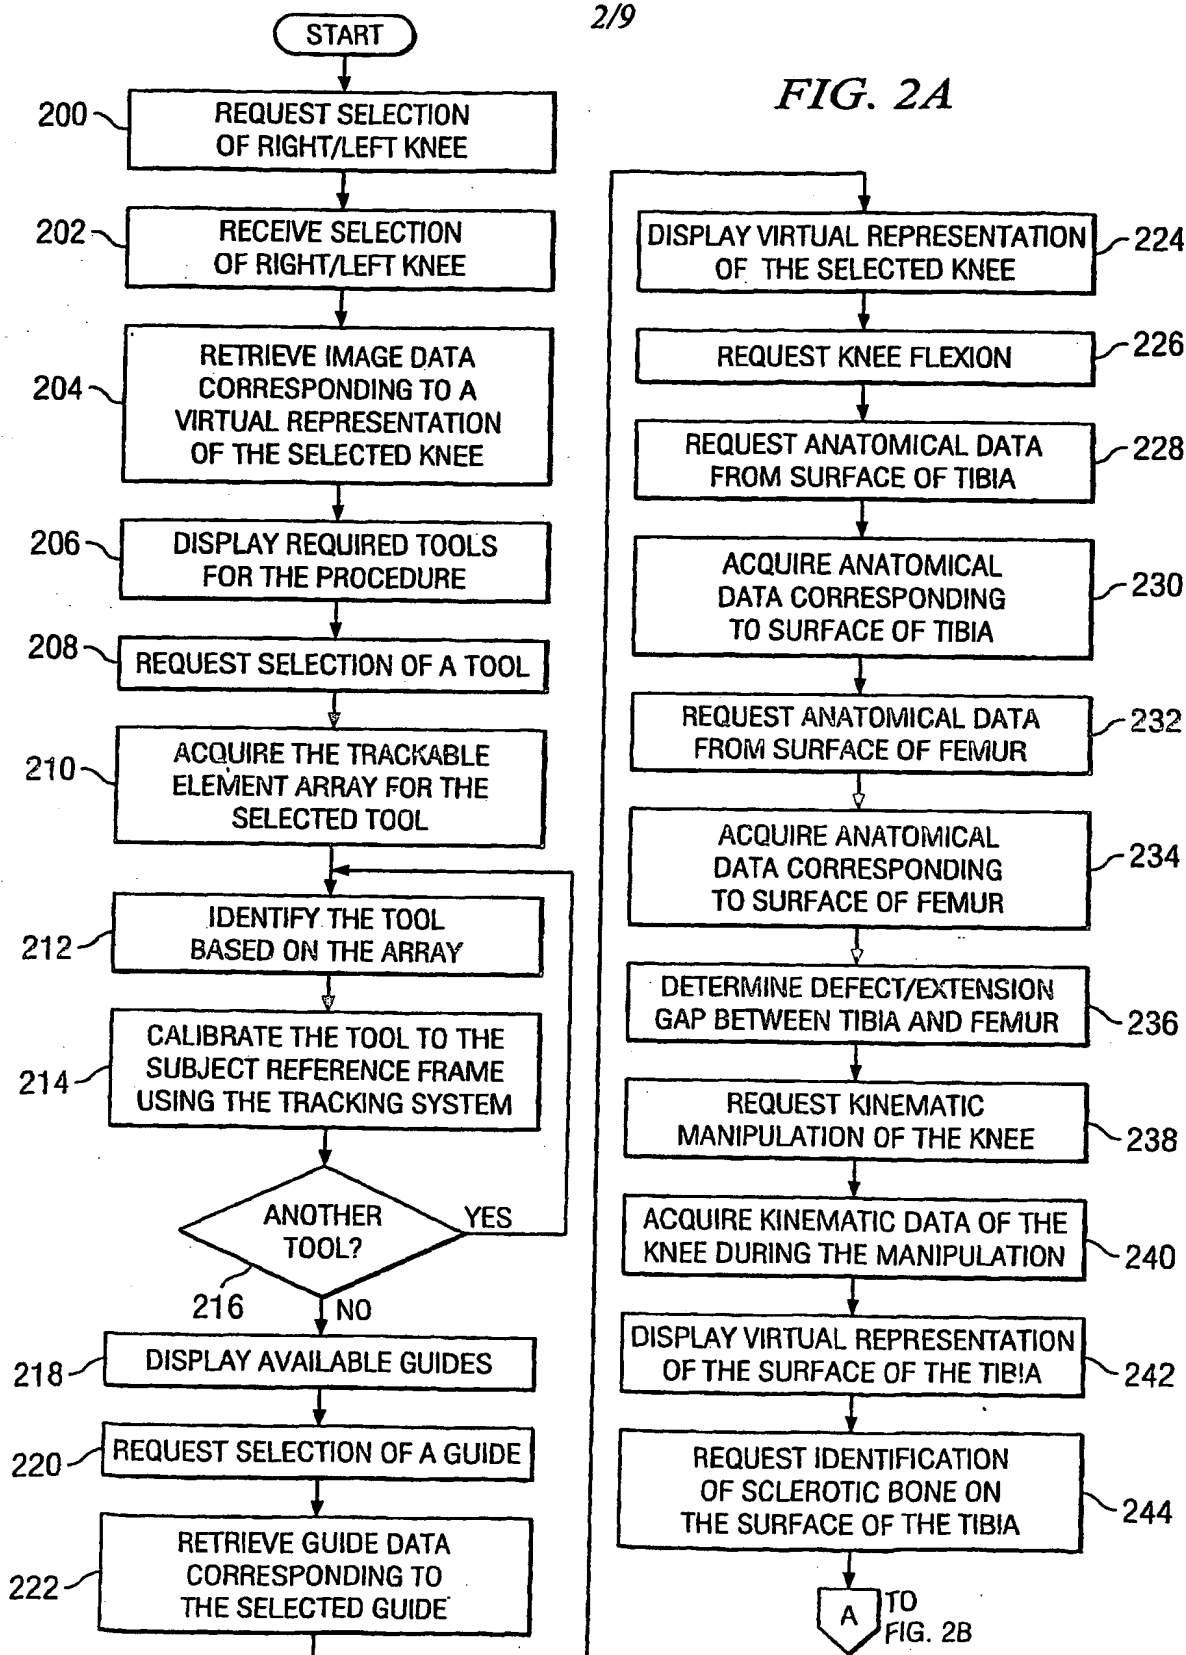 2/9
FIG. 2A
START
200
REQUEST SELECTION
OF RIGHT/LEFT KNEE
202
RECEIVE SELECTION
OF RIGHT/LEFT KNEE
204
RETRIEVE IMAGE DATA
CORRESPONDING TO A
VIRTUAL REPRESENTATION
OF THE SELECTED KNEE
206
DISPLAY REQUIRED TOOLS
FOR THE PROCEDURE
208
REQUEST SELECTION OF A TOOL
210
ACQUIRE THE TRACKABLE
ELEMENT ARRAY FOR THE
SELECTED TOOL
212
IDENTIFY THE TOOL
BASED ON THE ARRAY
214
CALIBRATE THE TOOL TO THE
SUBJECT REFERENCE FRAME
USING THE TRACKING SYSTEM
ANOTHER
TOOL?
YES
216
NO
218
DISPLAY AVAILABLE GUIDES
220
REQUEST SELECTION OF A GUIDE
222
RETRIEVE GUIDE DATA
CORRESPONDING TO
THE SELECTED GUIDE
DISPLAY VIRTUAL REPRESENTATION
OF THE SELECTED KNEE
224
REQUEST KNEE FLEXION
226
REQUEST ANATOMICAL DATA
FROM SURFACE OF TIBIA
228
ACQUIRE ANATOMICAL
DATA CORRESPONDING
TO SURFACE OF TIBIA
230
REQUEST ANATOMICAL DATA
FROM SURFACE OF FEMUR
232
ACQUIRE ANATOMICAL
DATA CORRESPONDING
TO SURFACE OF FEMUR
234
DETERMINE DEFECT/EXTENSION
GAP BETWEEN TIBIA AND FEMUR
236
REQUEST KINEMATIC
MANIPULATION OF THE KNEE
238
ACQUIRE KINEMATIC DATA OF THE
KNEE DURING THE MANIPULATION
240
DISPLAY VIRTUAL REPRESENTATION
OF THE SURFACE OF THE TIBIA
242
REQUEST IDENTIFICATION
OF SCLEROTIC BONE ON
THE SURFACE OF THE TIBIA
244
A
TO
FIG. 2B